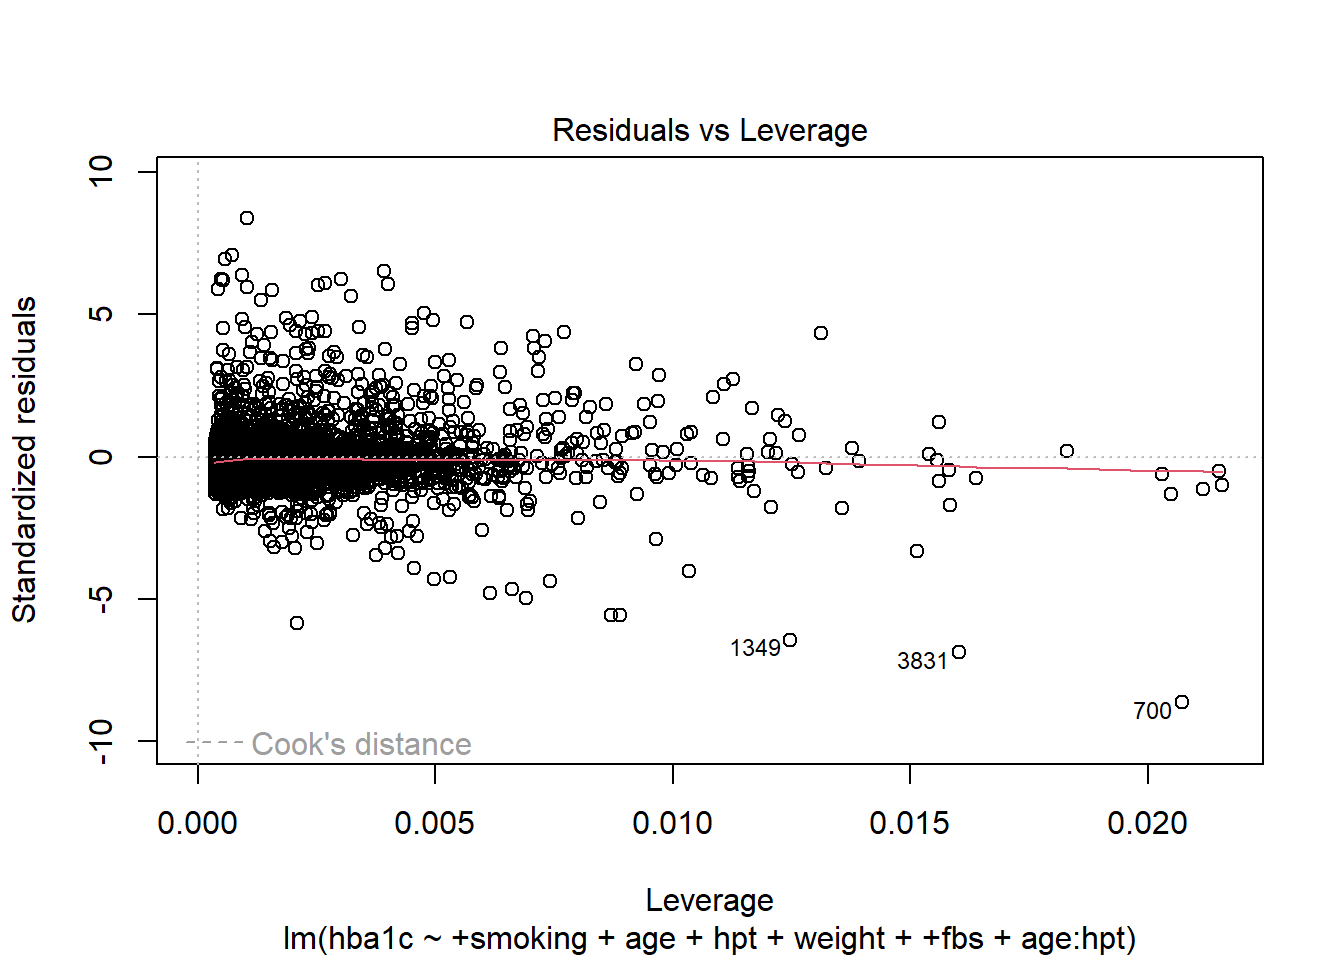 Residuals vs Leverage
Standardized residuals
10
5
0
-5
-10
1349
3831
700
Cook's distance
0.000 0.005 0.010 0.015 0.020
Leverage
lm(hba1c ~ +smoking + age + hpt + weight + +fbs + age:hpt)